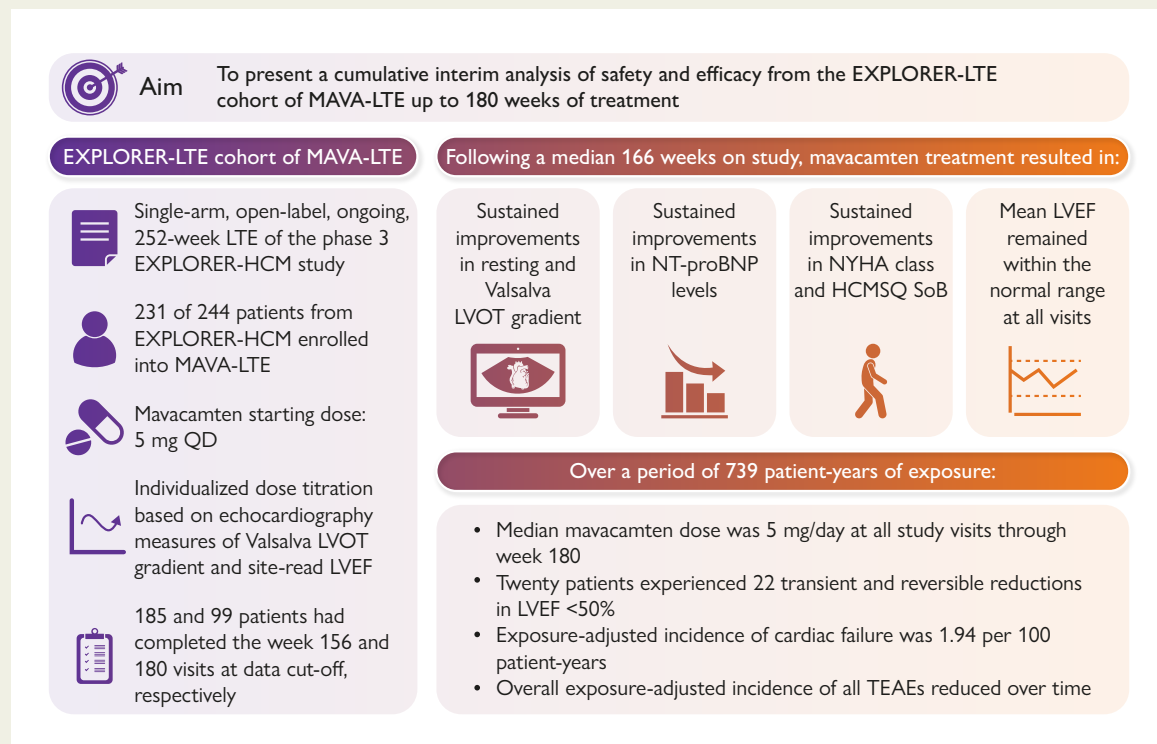 Aim
To present a cumulative interim analysis of safety and efficacy from the EXPLORER-LTE
cohort of MAVA-LTE up to 180 weeks of treatment
EXPLORER-LTE cohort of MAVA-LTE
Single-arm, open-label, ongoing,
252-week LTE of the phase 3
EXPLORER-HCM study
231 of 244 patients from
EXPLORER-HCM enrolled
into MAVA-LTE
Mavacamten starting dose:
5 mg QD
Individualized dose titration
based on echocardiography
measures of Valsalva LVOT
gradient and site-read LVEF
185 and 99 patients had
completed the week 156 and
180 visits at data cut-off,
respectively
Following a median 166 weeks on study, mavacamten treatment resulted in:
Sustained
improvements
in resting and
Valsalva
LVOT gradient
Sustained
improvements
in NT-proBNP
levels
Sustained
improvements
in NYHA class
and HCMSQ SoB
Mean LVEF
remained
within the
normal range
at all visits
Over a period of 739 patient-years of exposure:
• Median mavacamten dose was 5 mg/day at all study visits through
week 180
• Twenty patients experienced 22 transient and reversible reductions
in LVEF <50%
• Exposure-adjusted incidence of cardiac failure was 1.94 per 100
patient-years
• Overall exposure-adjusted incidence of all TEAEs reduced over time